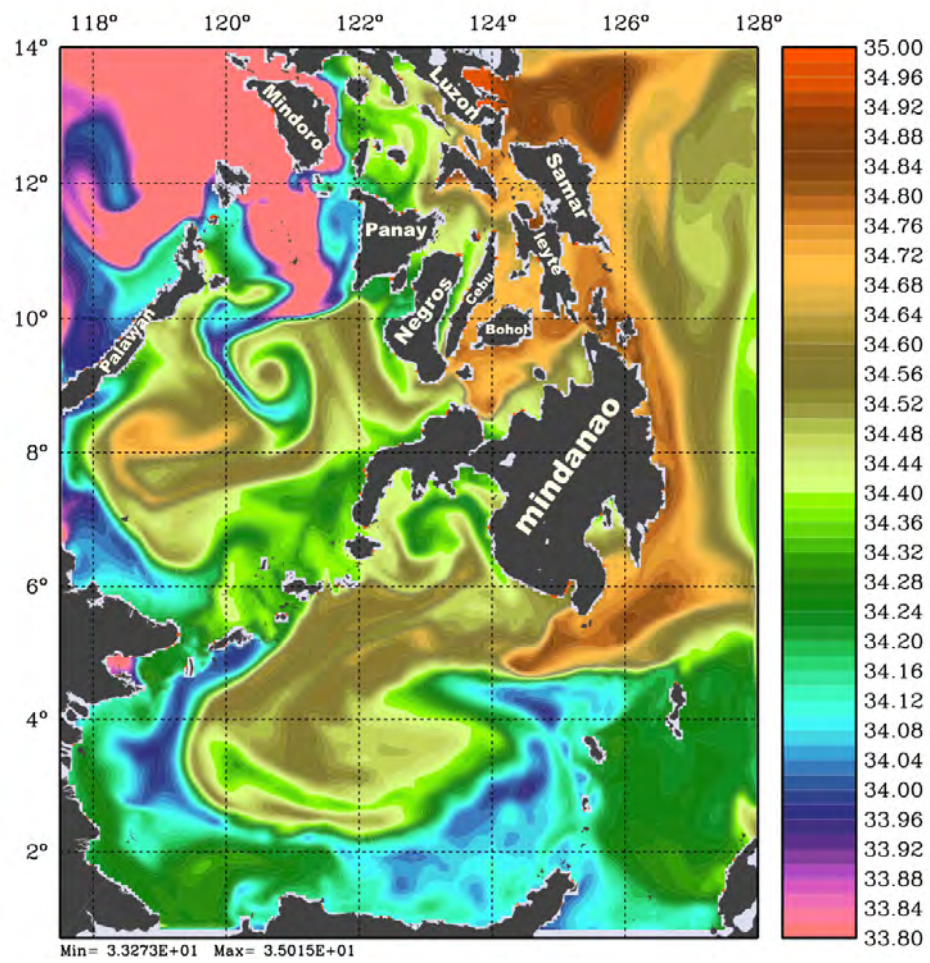 118° 120° 122° 124° 126° 128°
14° 35.00
34.96
Luzon 34.92
Mindoro 34.88
34.84
12° Samar 34.80
Panay 34.76
leyte 34.72
Cebu 34.68
Negros 34.64
10° Bohol 34.60
Palawan 34.56
34.52
mindanao 34.48
8° 34.44
34.40
34.36
34.32
6° 34.28
34.24
34.20
34.16
4° 34.12
34.08
34.04
34.00
33.96
2° 33.92
33.88
33.84
33.80
Min= 3.3273E+01 Max= 3.5015E+01